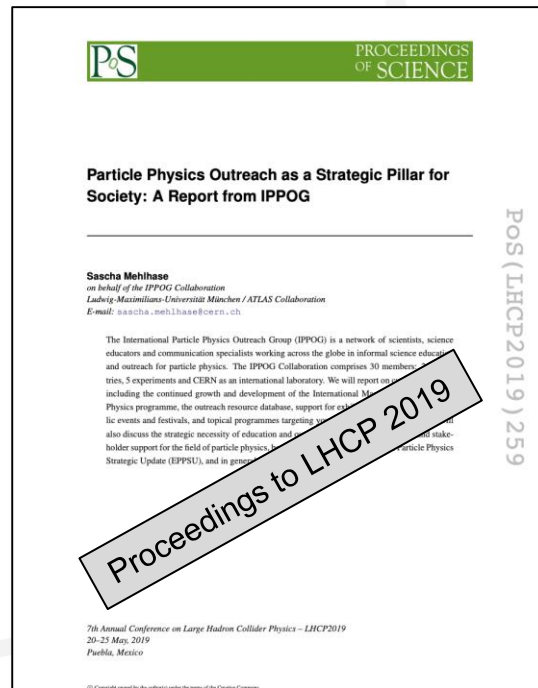 PoS
PROCEEDINGS
OF SCIENCE
Particle Physics Outreach as a Strategic Pillar for
Society: A Report from IPPOG
Sascha Mehlhase
on behalf of the IPPOG Collaboration
Ludwig-Maximilians-Universität München / ATLAS Collaboration
E-mail: sascha.mehlhase@cern.ch
The International Particle Physics Outreach Group (IPPOG) is a network of scientists, science
educators and communication specialists working across the globe in informal science education
and outreach for particle physics. The IPPOG Collaboration comprises 30 members:
tries, 5 experiments and CERN as an international laboratory. We will report on
including the continued growth and development of the International
Physics programme, the outreach resource database, support for
lic events and festivals, and topical programmes targeting
also discuss the strategic necessity of education and and stake-
holder support for the field of particle physics, Particle Physics
Strategic Update (EPPSU), and in general
Proceedings to LHCP 2019
7th Annual Conference on Large Hadron Collider Physics – LHCP2019
20–25 May, 2019
Puebla, Mexico
PoS(LHCP2019)259